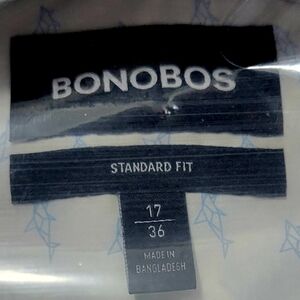 BONOBOS
STANDARD FIT
17
36
MADE IN
BANGLADESH